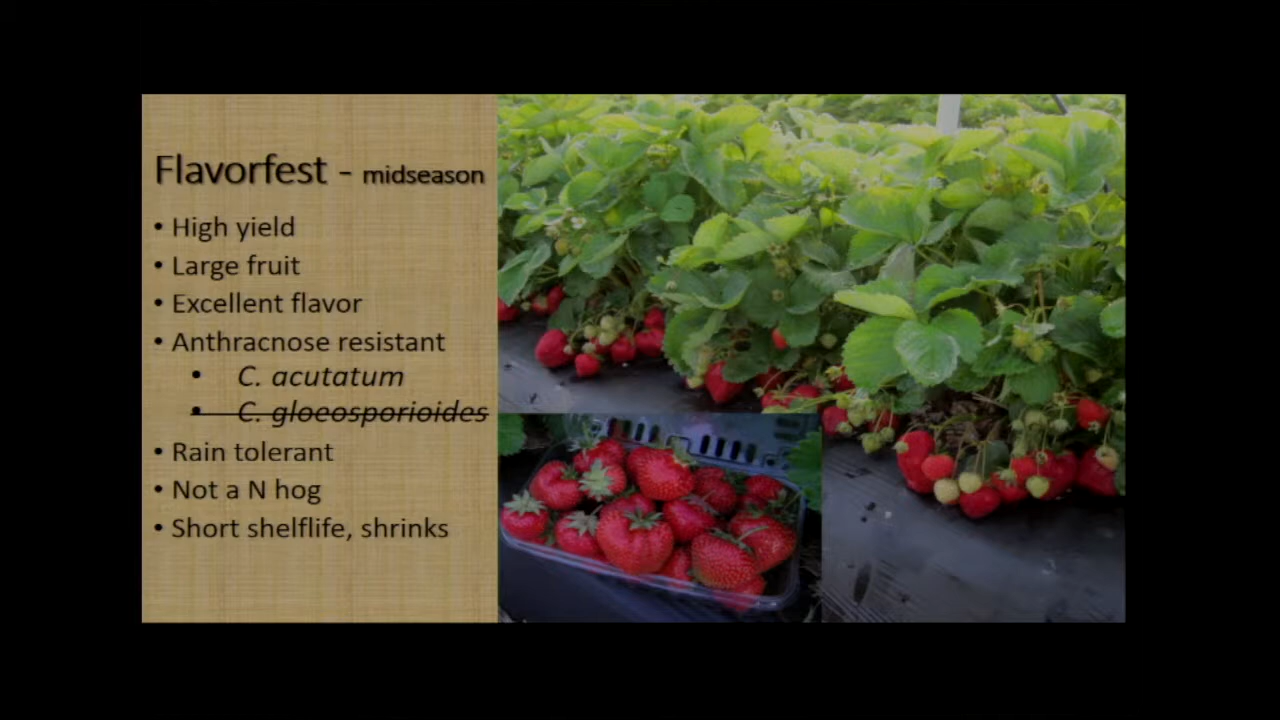 Flavorfest - midseason
• High yield
• Large fruit
• Excellent flavor
• Anthracnose resistant
• C. acutatum
• C. gloeosporioides
• Rain tolerant
• Not a N hog
• Short shelflife, shrinks